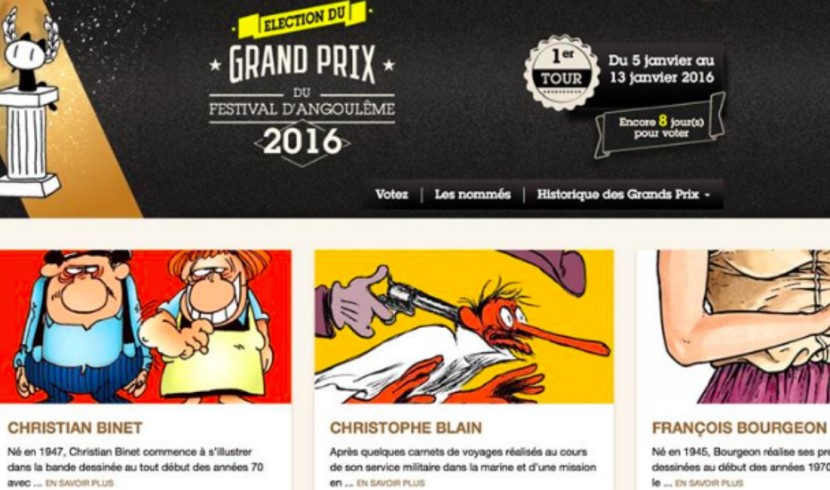 ELECTION DU
GRAND PRIX
DU
FESTIVAL D'ANGOULÊME
2016
1er
TOUR
Du 5 janvier au
13 janvier 2016
Encore 8 jour(s)
pour voter
Votez
Les nommés
Historique des Grands Prix
CHRISTIAN BINET
Né en 1947, Christian Binet commence à s'illustrer
dans la bande dessinée au tout début des années 70
avec ... EN SAVOIR PLUS
CHRISTOPHE BLAIN
Après quelques carnets de voyages réalisés au cours
de son service militaire dans la marine et d'une mission
en ... EN SAVOIR PLUS
FRANÇOIS BOURGEON
Né en 1945, Bourgeon réalise ses pre
dessinées au début des années 1970
le ... EN SAVOIR PLUS